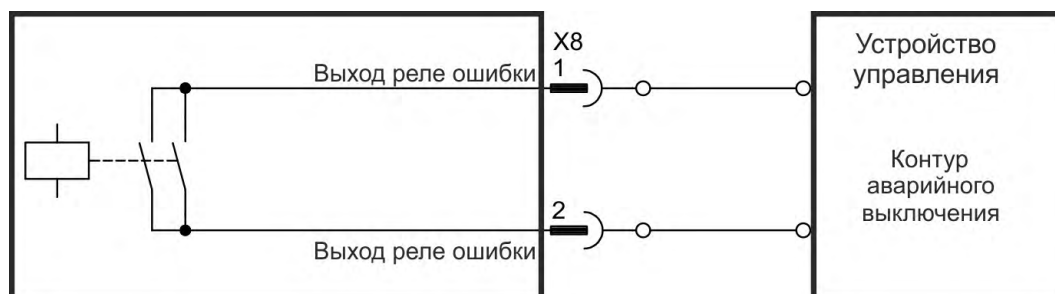 Выход реле ошибки
X8
1
Устройство
управления
Контур
аварийного
выключения
2
Выход реле ошибки